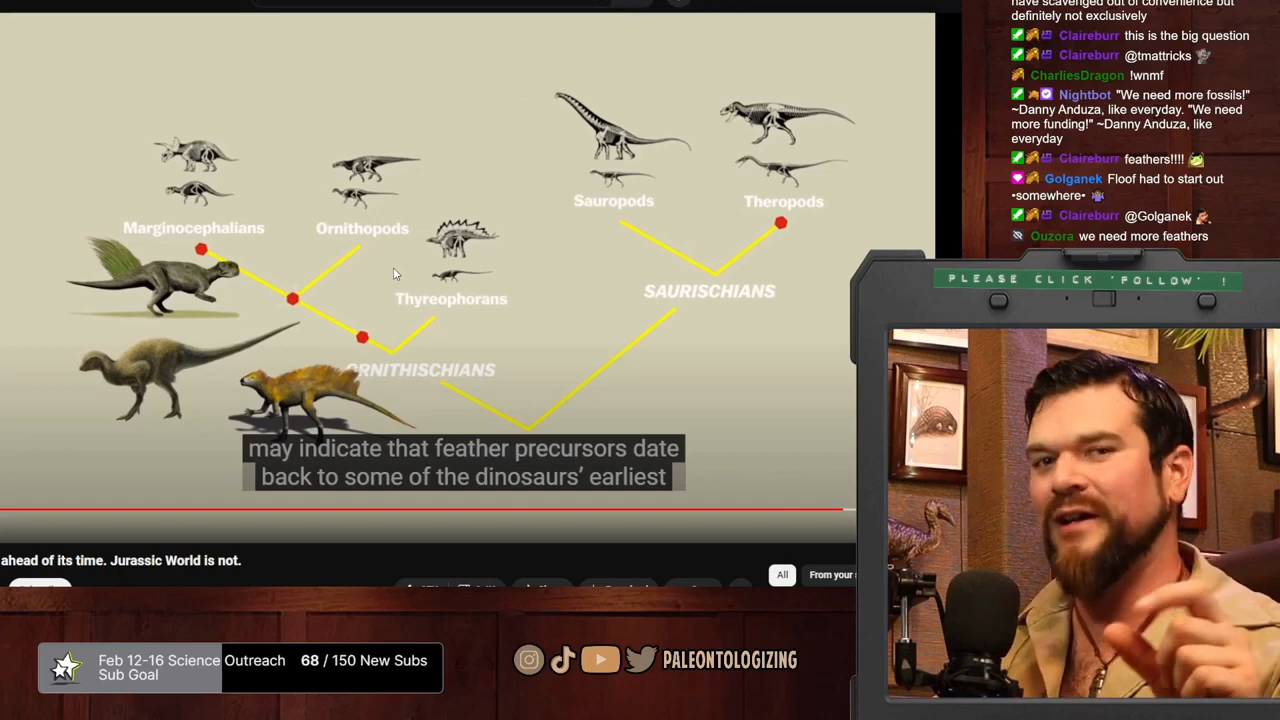 Marginocephalians
Ornithopods
Thyreophorans
ORNITHISCHIANS
Sauropods
Theropods
SAURISCHIANS
may indicate that feather precursors date
back to some of the dinosaurs’ earliest
ahead of its time. Jurassic World is not.
All
From your
have scavenged out of convenience but
definitely not exclusively
Claireburr this is the big question
Claireburr @tmattricks
CharliesDragon !wnmf
Nightbot "We need more fossils!"
~Danny Anduza, like everyday. "We need
more funding!" ~Danny Anduza, like
everyday
Claireburr feathers!!!!
Golganek Floof had to start out
•somewhere•
Claireburr @Golganek
Ouzora we need more feathers
PLEASE CLICK 'FOLLOW' !
Feb 12-16 Science Outreach 68 / 150 New Subs
Sub Goal
PALEONTOLOGIZING